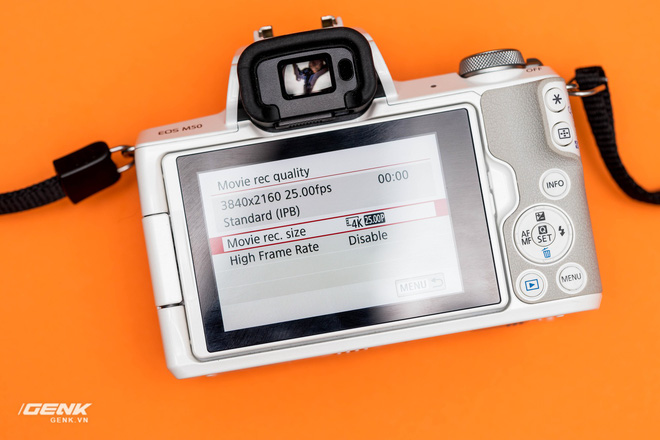 OFF
EOS M50
Movie rec quality
3840x2160 25.00fps 00:00
Standard (IPB)
Movie rec. size 4K 25.00P
High Frame Rate Disable
MENU
INFO
AF
MF
Q
SET
MENU
GENK
GENK.VN